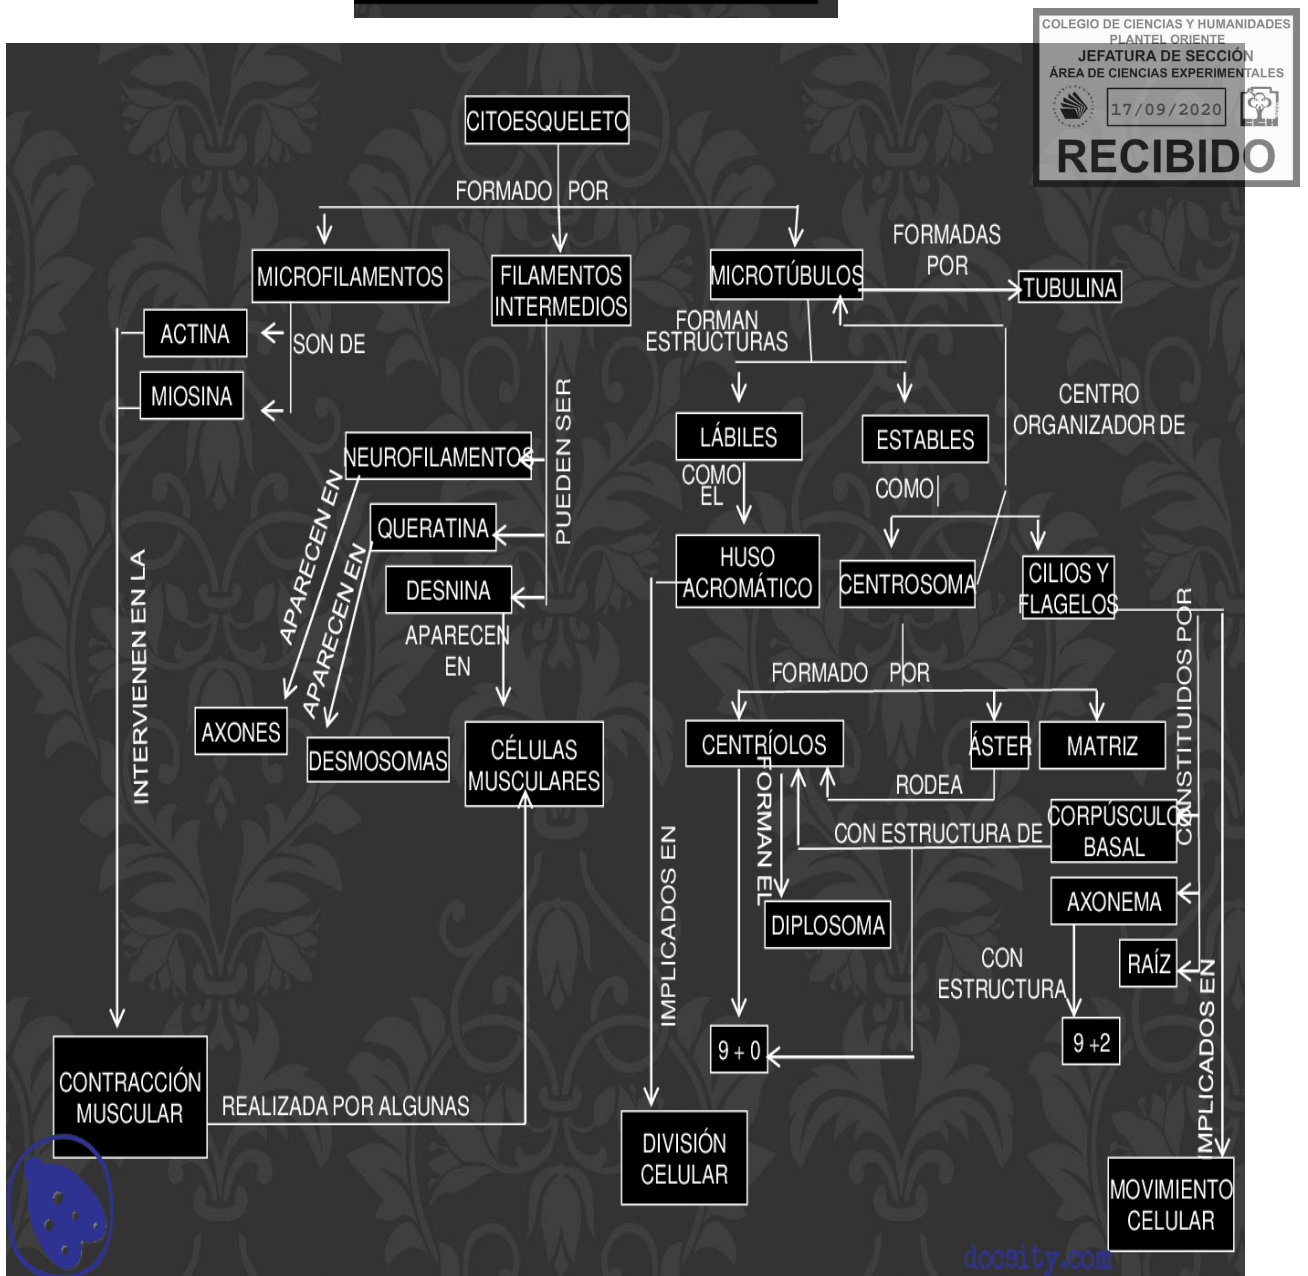 COLEGIO DE CIENCIAS Y HUMANIDADES
PLANTEL ORIENTE
JEFATURA DE SECCIÓN
ÁREA DE CIENCIAS EXPERIMENTALES
17/09/2020
CCH
RECIBIDO
CITOESQUELETO
FORMADO POR
MICROFILAMENTOS
FILAMENTOS
INTERMEDIOS
MICROTÚBULOS
FORMADAS
POR
TUBULINA
ACTINA
SON DE
MIOSINA
FORMAN
ESTRUCTURAS
CENTRO
ORGANIZADOR DE
LÁBILES
ESTABLES
PUEDEN SER
NEUROFILAMENTOS
QUERATINA
DESNINA
APARECEN EN
APARECEN EN
APARECEN
EN
COMO
EL
COMO
HUSO
ACROMÁTICO
CENTROSOMA
CILIOS Y
FLAGELOS
INTERVIENEN EN LA
AXONES
DESMOSOMAS
CÉLULAS
MUSCULARES
FORMADO POR
CONSTITUIDOS POR
CENTRÍOLOS
ÁSTER
MATRIZ
RODEA
FORMAN EL
CON ESTRUCTURA DE
CORPÚSCULO
BASAL
AXONEMA
RAÍZ
DIPLOSOMA
IMPLICADOS EN
CON
ESTRUCTURA
9 + 0
9 +2
IMPLICADOS EN
CONTRACCIÓN
MUSCULAR
REALIZADA POR ALGUNAS
DIVISIÓN
CELULAR
MOVIMIENTO
CELULAR
docsity.com